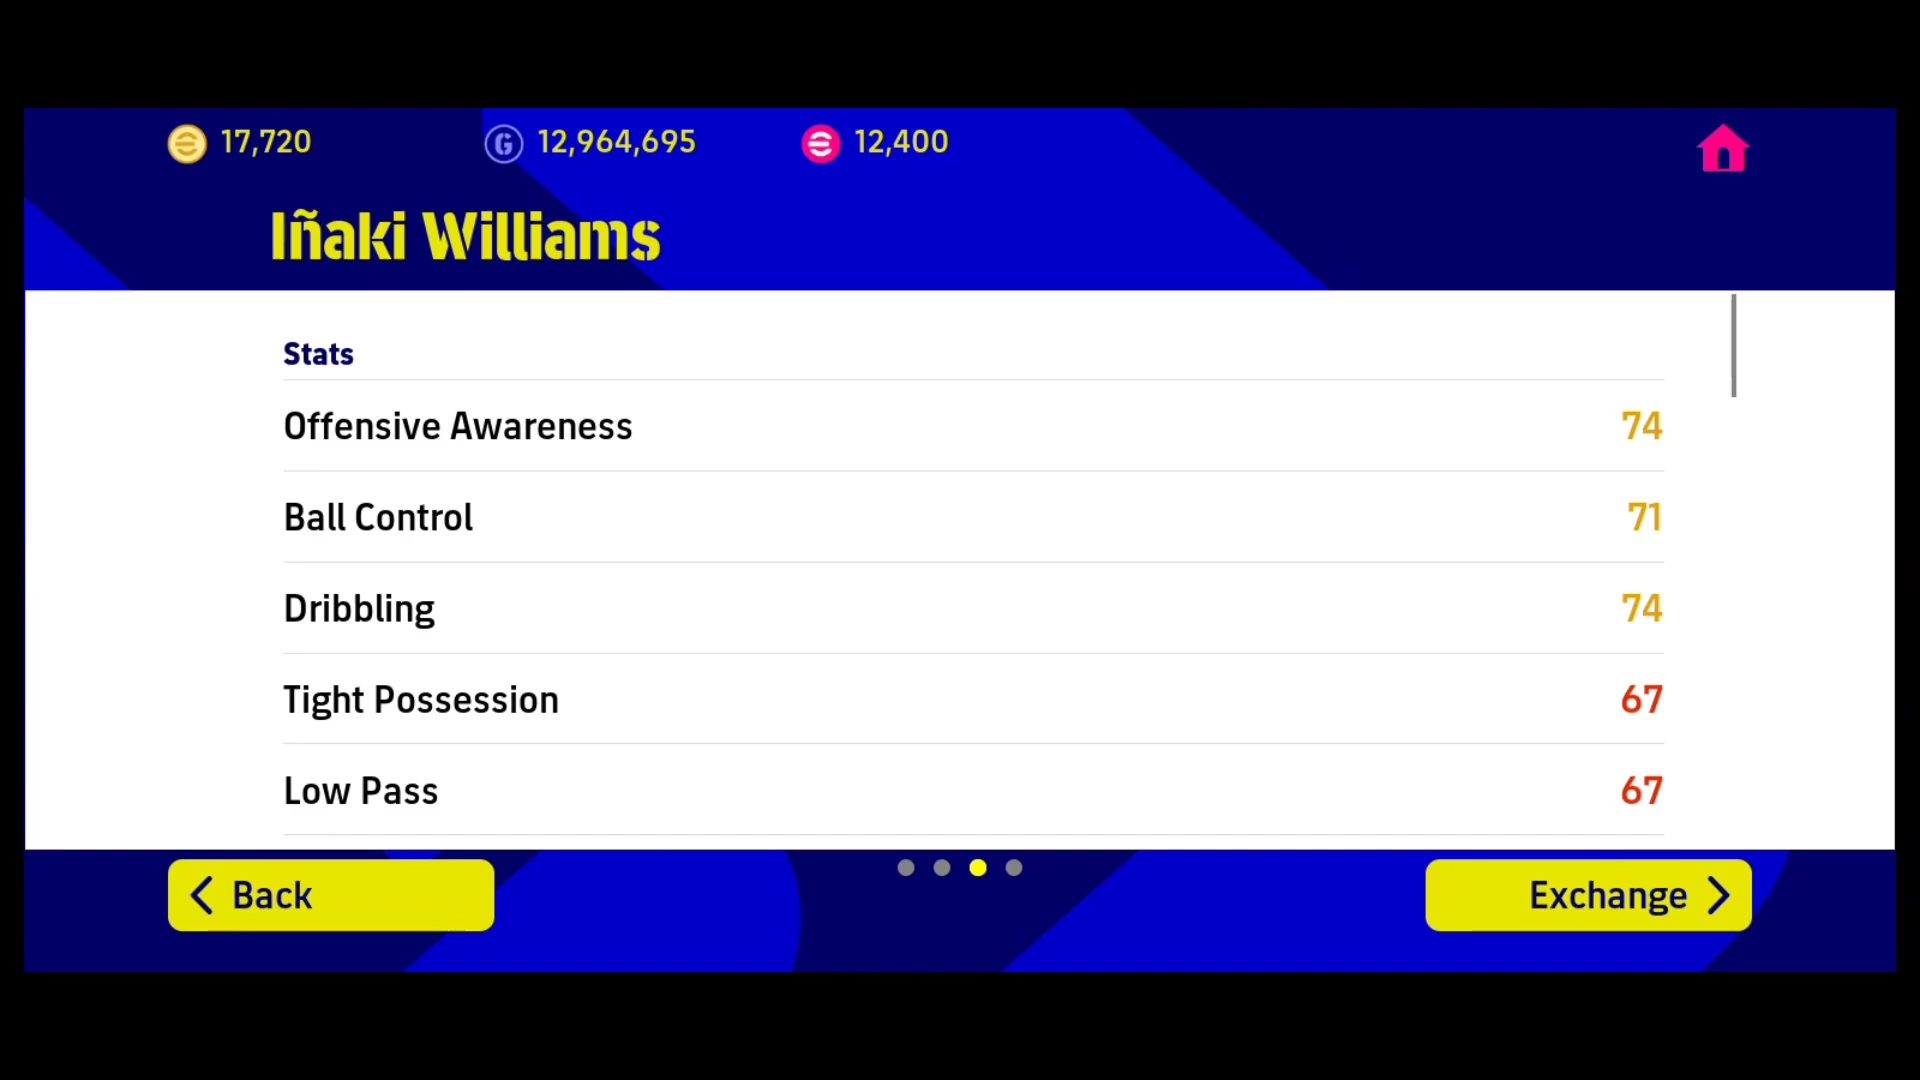 17,720
12,964,695
12,400
Iñaki Williams
Stats
Offensive Awareness 74
Ball Control 71
Dribbling 74
Tight Possession 67
Low Pass 67
Back
Exchange